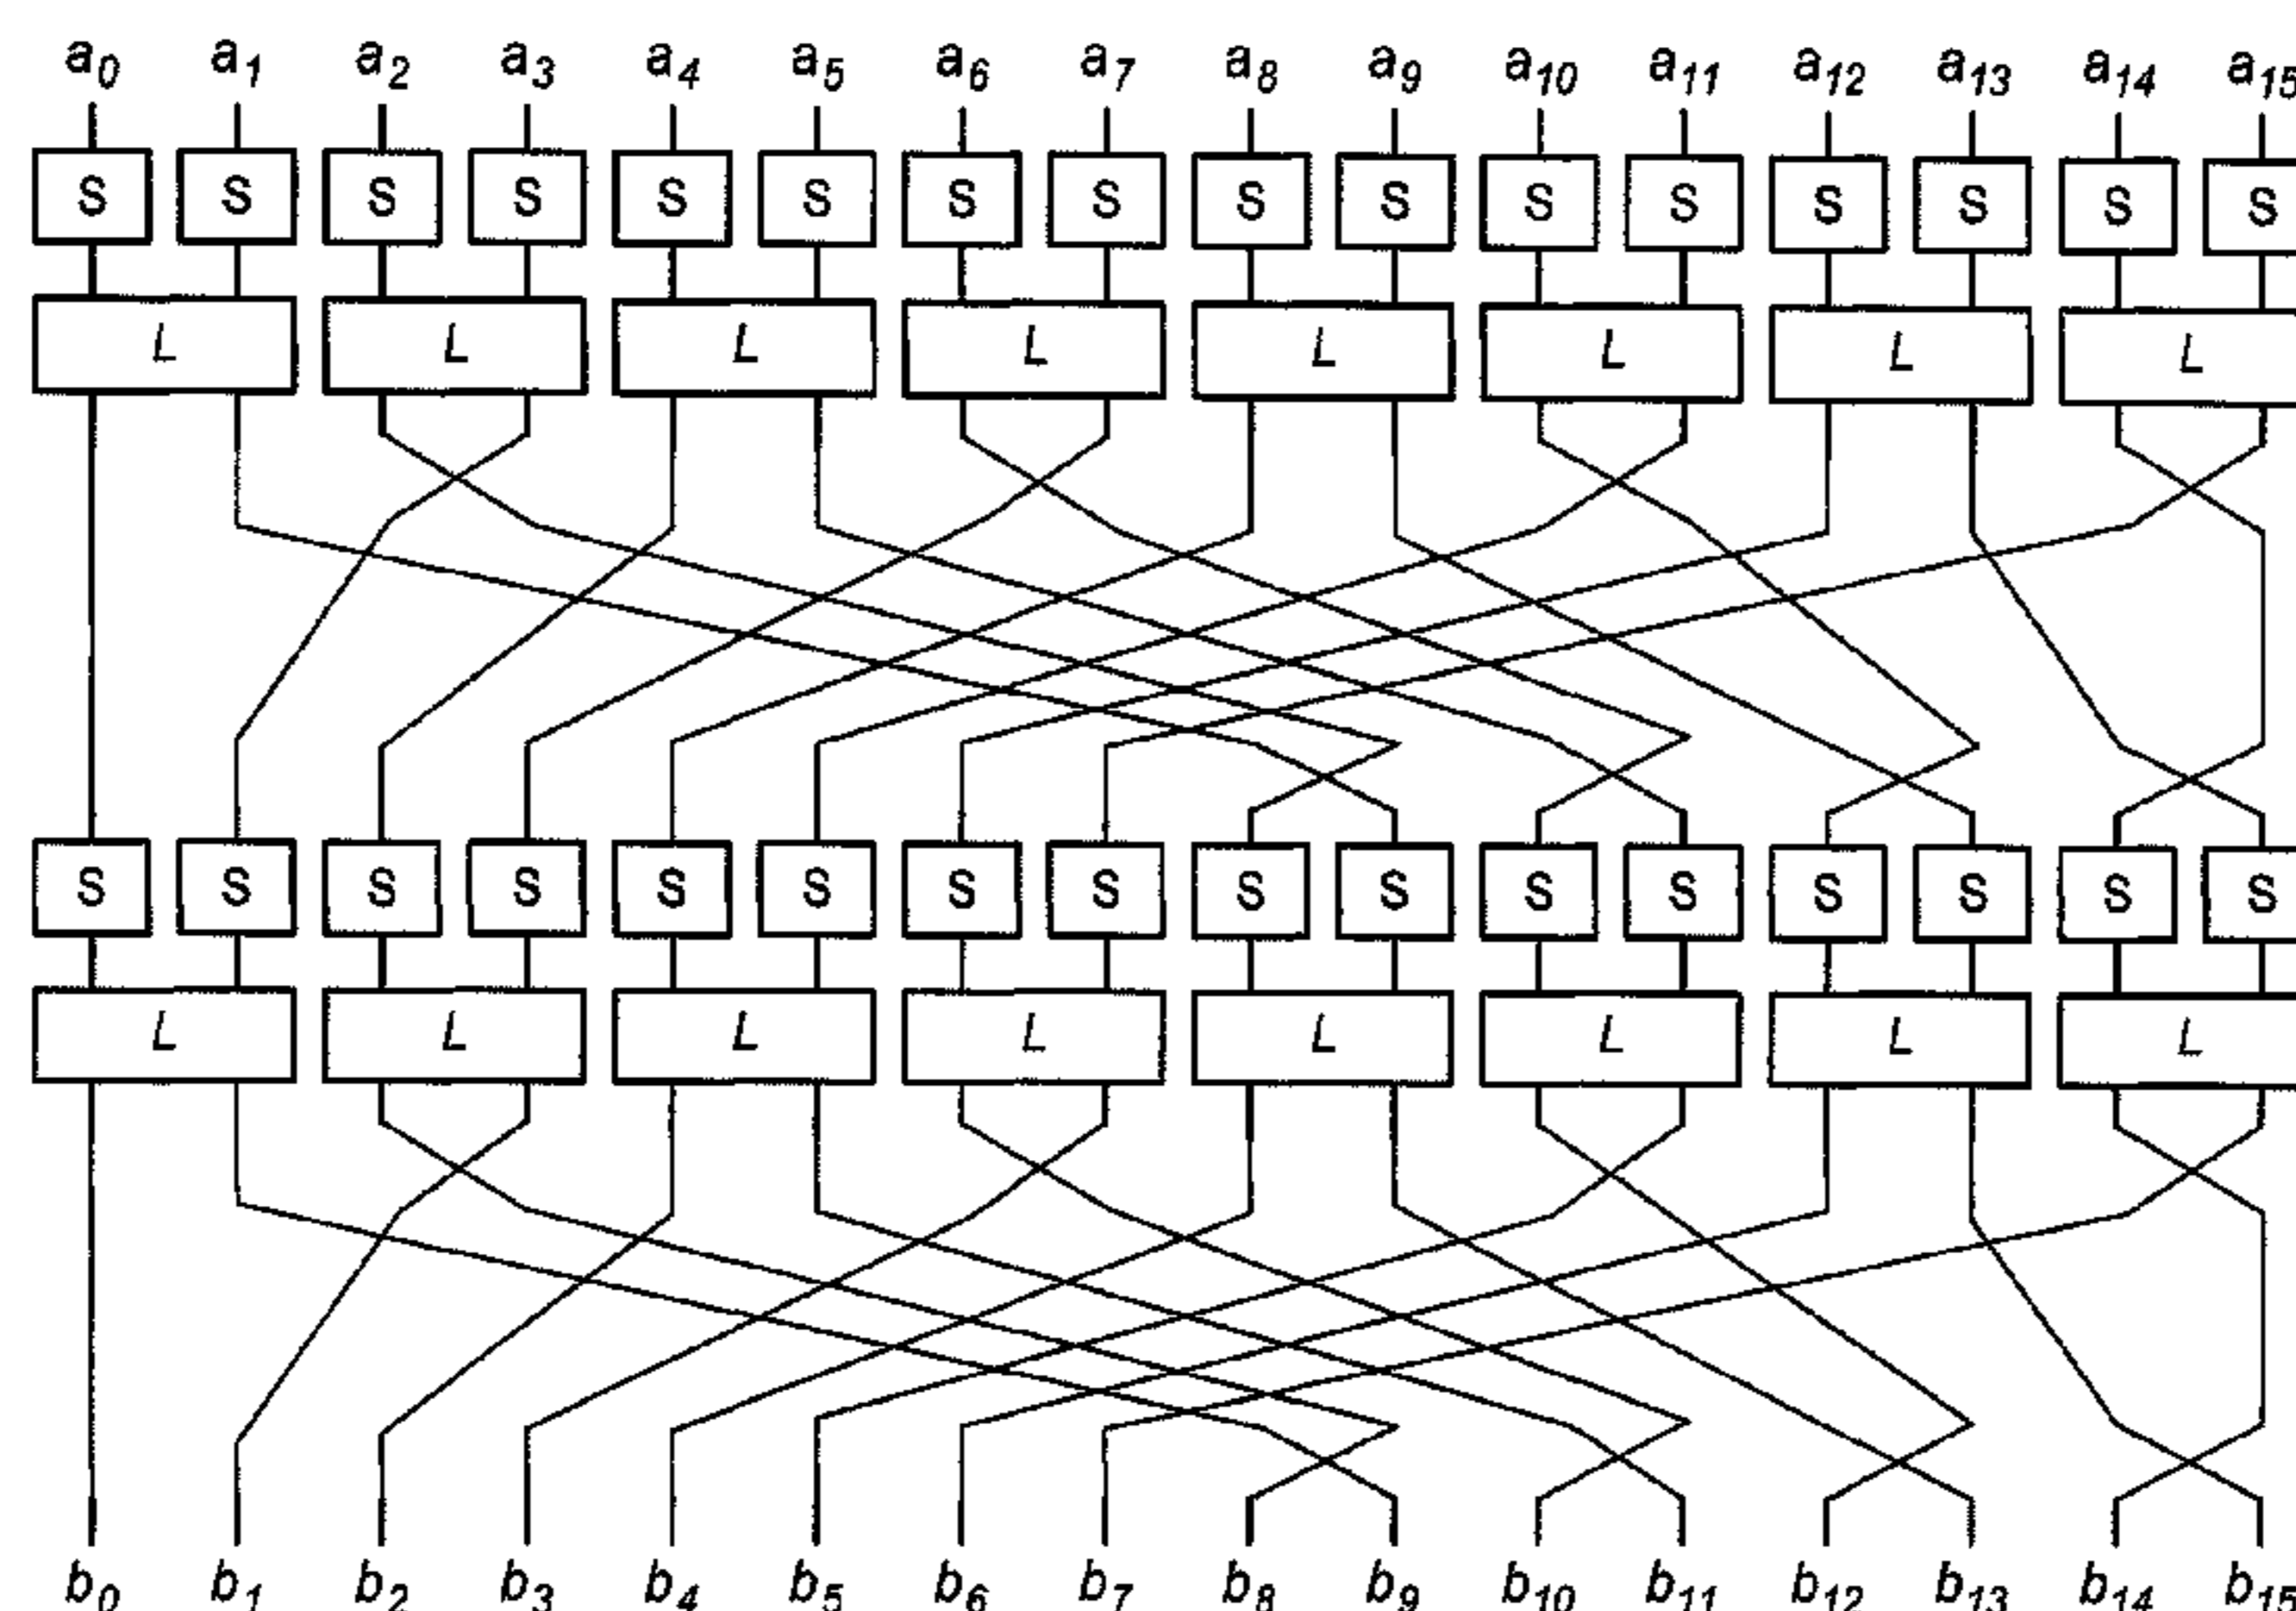 a0 a1 a2 a3 a4 a5 a6 a7 a8 a9 a10 a11 a12 a13 a14 a15
S S S S S S S S S S S S S S S S
L L L L L L L L
S S S S S S S S S S S S S S S S
L L L L L L L L
b0 b1 b2 b3 b4 b5 b6 b7 b8 b9 b10 b11 b12 b13 b14 b15